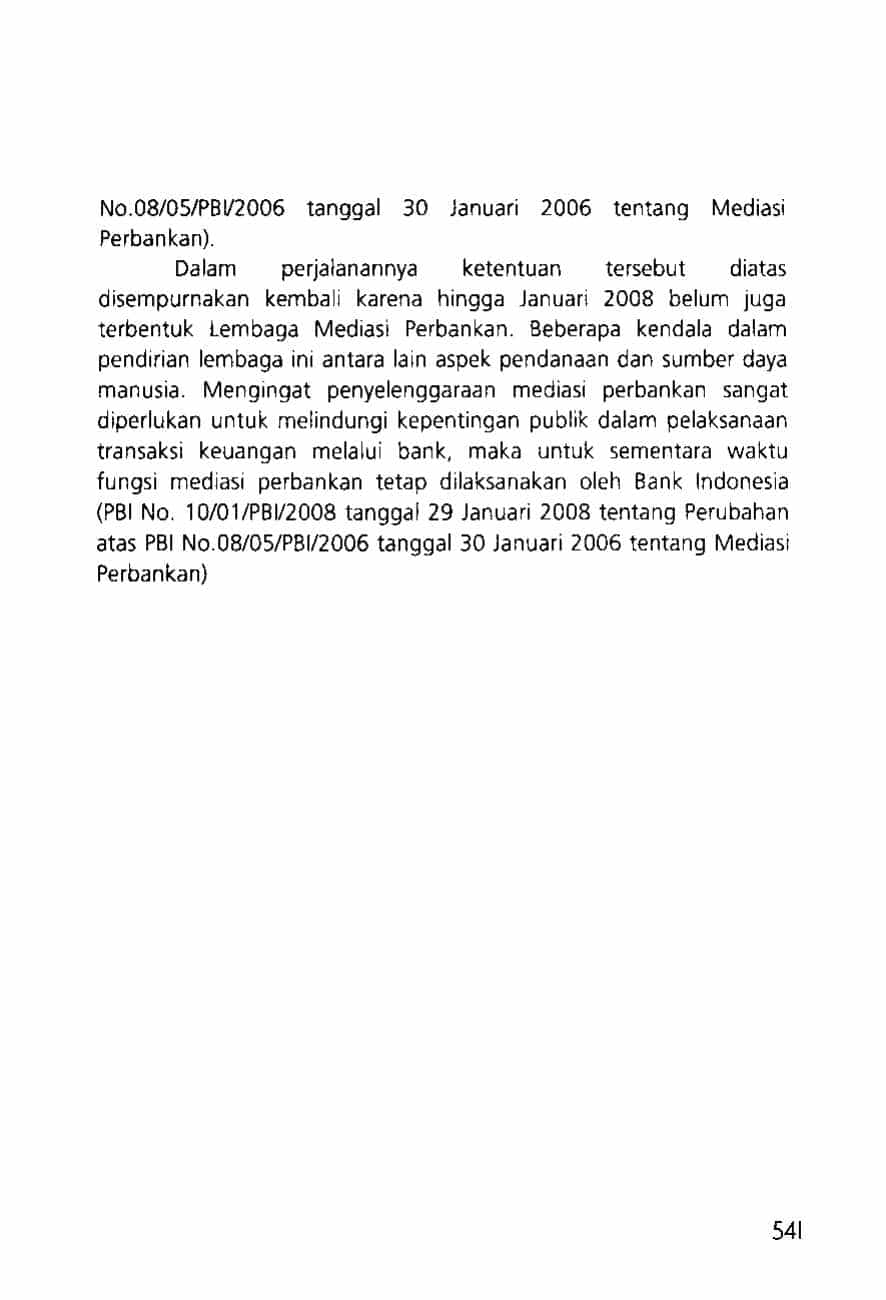 No.08/05/PBI/2006 tanggal 30 Januari 2006 tentang Mediasi
Perbankan).
Dalam perjalanannya ketentuan tersebut diatas
disempurnakan kembali karena hingga Januari 2008 belum juga
terbentuk Lembaga Mediasi Perbankan. Beberapa kendala dalam
pendirian lembaga ini antara lain aspek pendanaan dan sumber daya
manusia. Mengingat penyelenggaraan mediasi perbankan sangat
diperlukan untuk melindungi kepentingan publik dalam pelaksanaan
transaksi keuangan melalui bank, maka untuk sementara waktu
fungsi mediasi perbankan tetap dilaksanakan oleh Bank Indonesia
(PBI No. 10/01/PBI/2008 tanggal 29 Januari 2008 tentang Perubahan
atas PBI No.08/05/PBI/2006 tanggal 30 Januari 2006 tentang Mediasi
Perbankan)
541